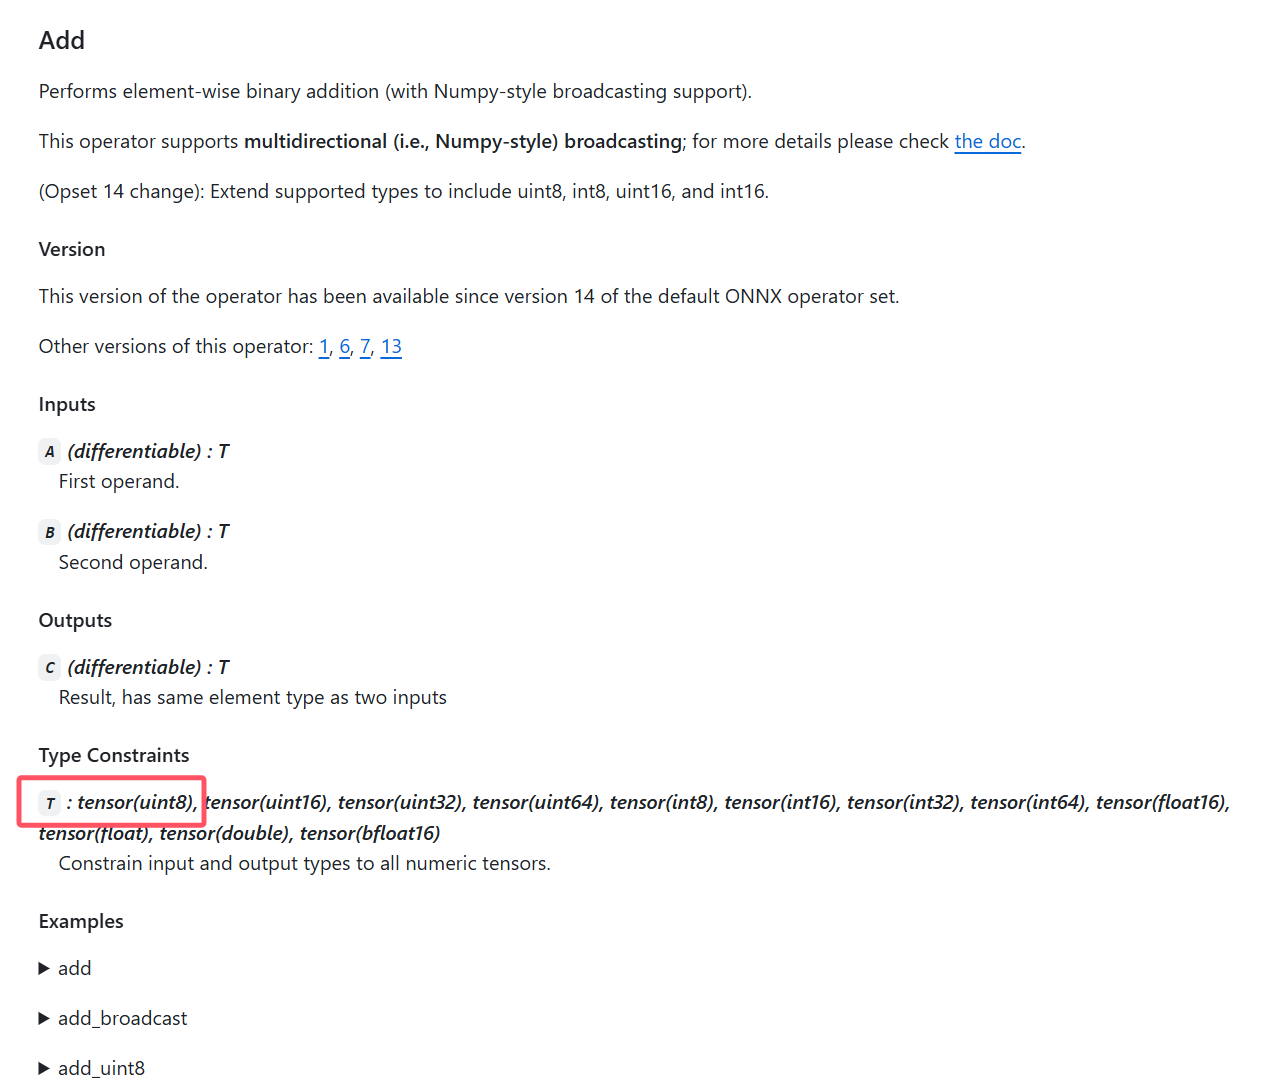 Add
Performs element-wise binary addition (with Numpy-style broadcasting support).
This operator supports multidirectional (i.e., Numpy-style) broadcasting; for more details please check the doc.
(Opset 14 change): Extend supported types to include uint8, int8, uint16, and int16.
Version
This version of the operator has been available since version 14 of the default ONNX operator set.
Other versions of this operator: 1, 6, 7, 13
Inputs
A (differentiable) : T
First operand.
B (differentiable) : T
Second operand.
Outputs
C (differentiable) : T
Result, has same element type as two inputs
Type Constraints
T : tensor(uint8), tensor(uint16), tensor(uint32), tensor(uint64), tensor(int8), tensor(int16), tensor(int32), tensor(int64), tensor(float16),
tensor(float), tensor(double), tensor(bfloat16)
Constrain input and output types to all numeric tensors.
Examples
add
add_broadcast
add_uint8